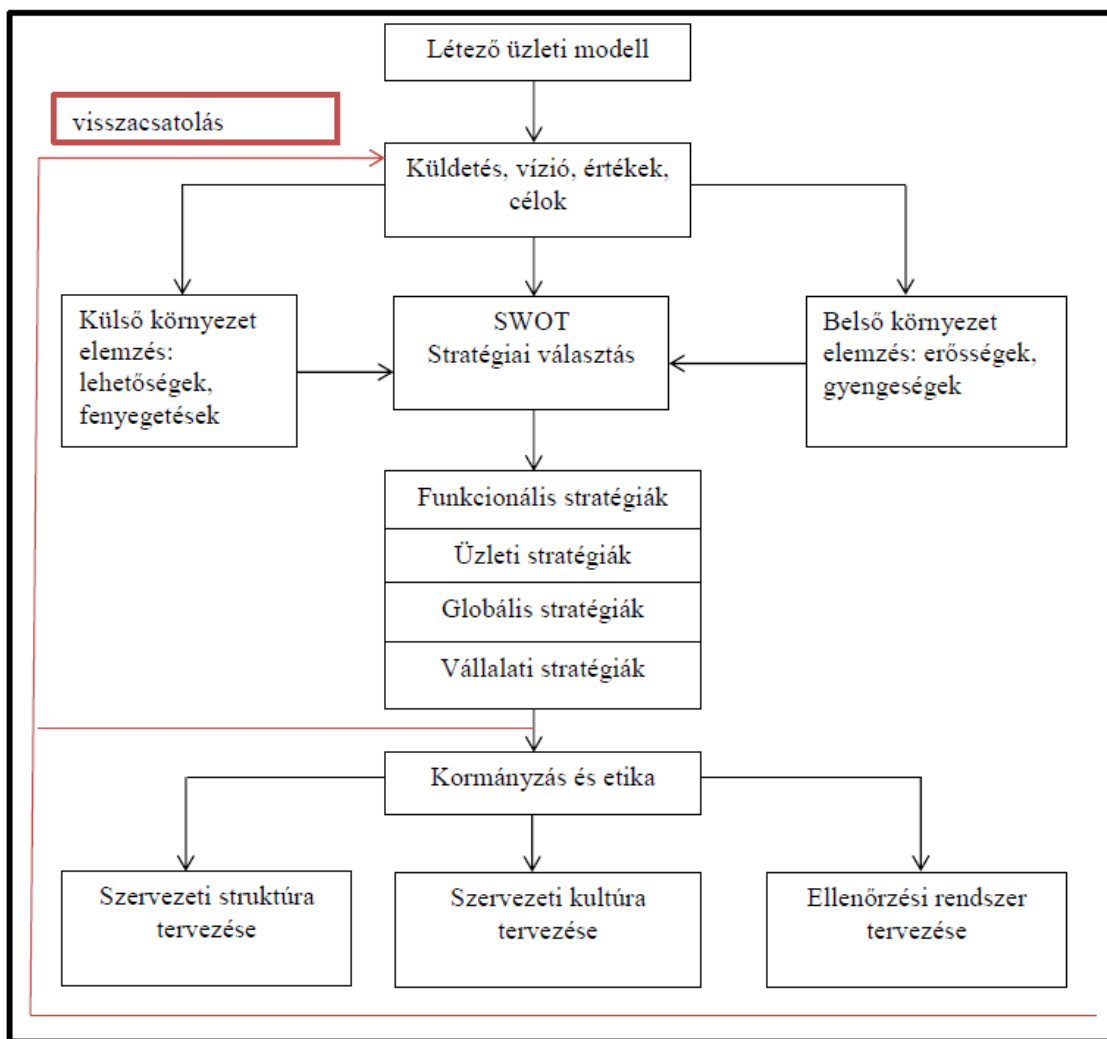 Létező üzleti modell
visszacsatolás
Küldetés, vízió, értékek,
célok
Külső környezet
elemzés:
lehetőségek,
fenyegetések
SWOT
Stratégiai választás
Belső környezet
elemzés: erősségek,
gyengeségek
Funkcionális stratégiák
Üzleti stratégiák
Globális stratégiák
Vállalati stratégiák
Kormányzás és etika
Szervezeti struktúra
tervezése
Szervezeti kultúra
tervezése
Ellenőrzési rendszer
tervezése